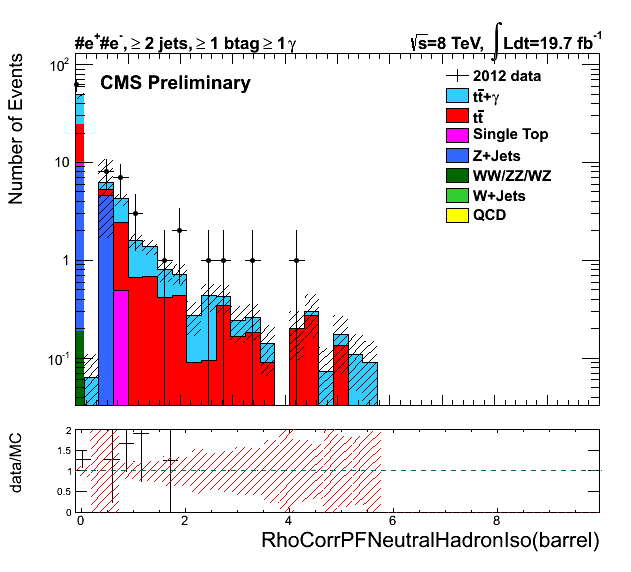 #e⁺#e⁻, ≥ 2 jets, ≥ 1 btag ≥ 1γ
√s=8 TeV, ∫Ldt=19.7 fb⁻¹
CMS Preliminary
2012 data
tt̄+γ
tt̄
Single Top
Z+Jets
WW/ZZ/WZ
W+Jets
QCD
Number of Events
10²
10
1
10⁻¹
data/MC
2
1.5
1
0.5
0
0 2 4 6 8
RhoCorrPFNeutralHadronIso(barrel)